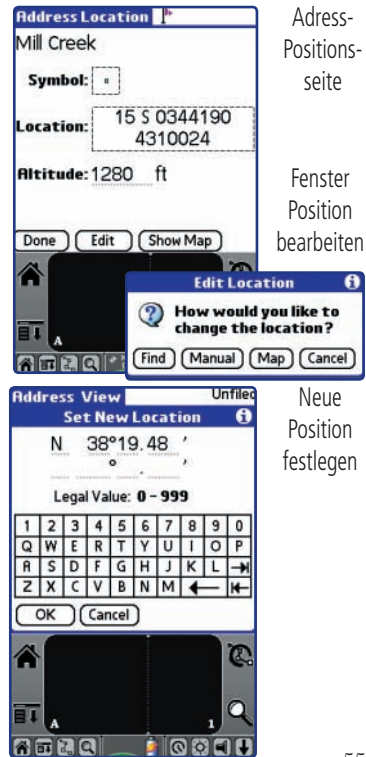 Address Location
Mill Creek
Symbol:
Location: 15 S 0344190
4310024
Altitude: 1280 ft
Done Edit Show Map
A
Adress-
Positions-
seite
Fenster
Position
bearbeiten
Edit Location i
How would you like to
change the location?
Find Manual Map Cancel
Address View Unfiled
Set New Location i
N 38°19.48 '
° . '
Legal Value: 0 – 999
1 2 3 4 5 6 7 8 9 0
Q W E R T Y U I O P
A S D F G H J K L
Z X C V B N M
OK Cancel
A 1
Neue
Position
festlegen